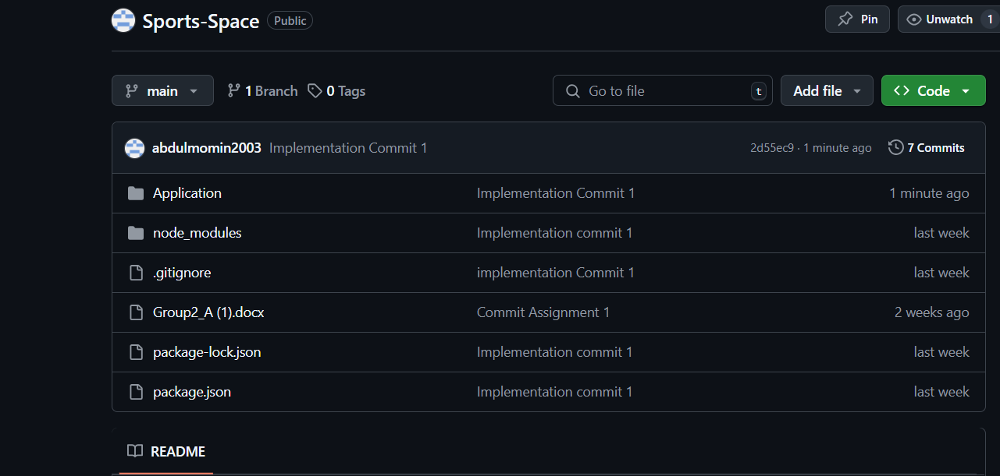 Sports-Space Public Pin Unwatch 1
main 1 Branch 0 Tags Go to file t Add file Code
abdulmomin2003 Implementation Commit 1 2d55ec9 · 1 minute ago 7 Commits
Application Implementation Commit 1 1 minute ago
node_modules Implementation commit 1 last week
.gitignore implementation Commit 1 last week
Group2_A (1).docx Commit Assignment 1 2 weeks ago
package-lock.json Implementation commit 1 last week
package.json Implementation commit 1 last week
README